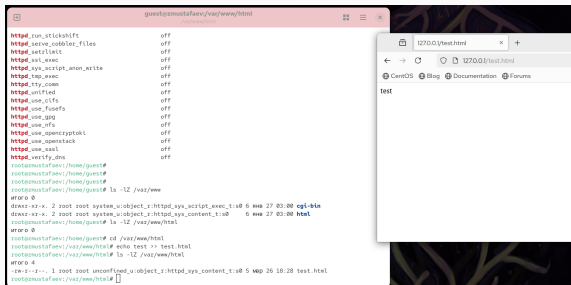 guest@zmustafaev:/var/www/html
/var/www/html
httpd_run_stickshift off
httpd_serve_cobbler_files off
httpd_setrlimit off
httpd_ssi_exec off
httpd_sys_script_anon_write off
httpd_tmp_exec off
httpd_tty_comm off
httpd_unified off
httpd_use_cifs off
httpd_use_fusefs off
httpd_use_gpg off
httpd_use_nfs off
httpd_use_opencryptoki off
httpd_use_openstack off
httpd_use_sasl off
httpd_verify_dns off
root@zmustafaev:/home/guest#
root@zmustafaev:/home/guest#
root@zmustafaev:/home/guest# ls -lZ /var/www
итого 0
drwxr-xr-x. 2 root root system_u:object_r:httpd_sys_script_exec_t:s0 6 янв 27 03:00 cgi-bin
drwxr-xr-x. 2 root root system_u:object_r:httpd_sys_content_t:s0 6 янв 27 03:00 html
root@zmustafaev:/home/guest# ls -lZ /var/www/html
итого 0
root@zmustafaev:/home/guest# cd /var/www/html
root@zmustafaev:/var/www/html# echo test >> test.html
root@zmustafaev:/var/www/html# ls -lZ /var/www/html
итого 4
-rw-r--r--. 1 root root unconfined_u:object_r:httpd_sys_content_t:s0 5 мар 26 18:28 test.html
root@zmustafaev:/var/www/html#
127.0.0.1/test.html
127.0.0.1/test.html
CentOS Blog Documentation Forums
test